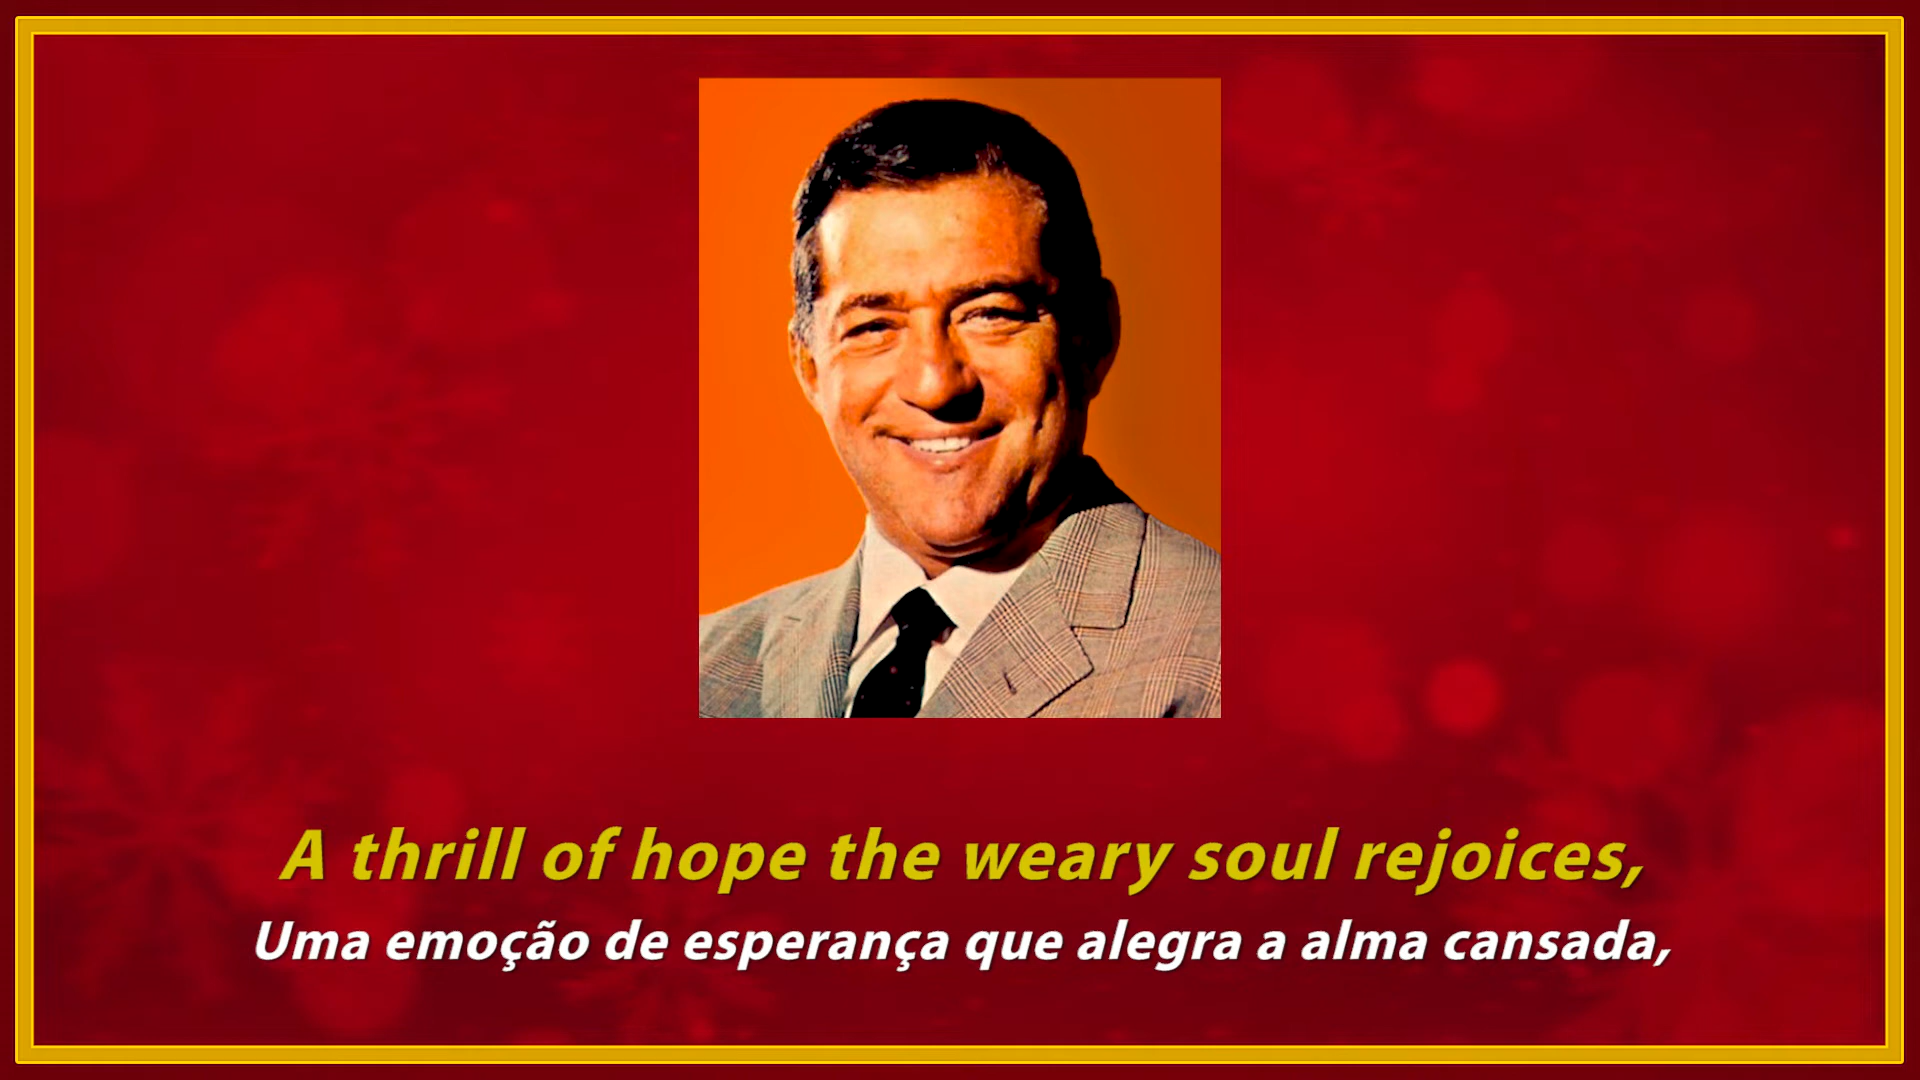 A thrill of hope the weary soul rejoices,
Uma emoção de esperança que alegra a alma cansada,